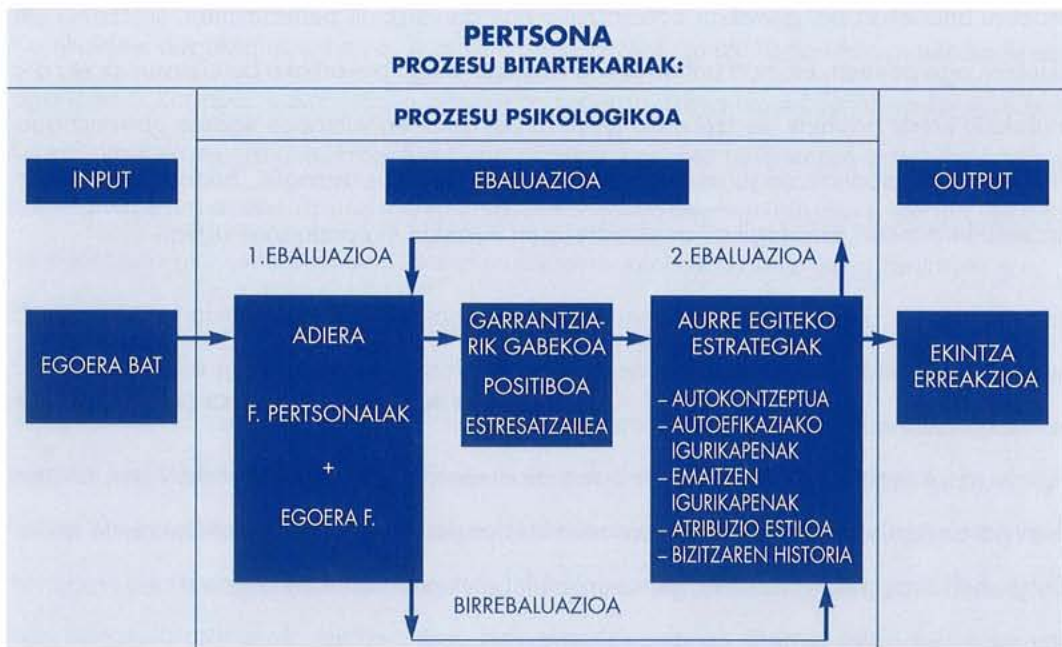 PERTSONA
PROZESU BITARTEKARIAK:
PROZESU PSIKOLOGIKOA
INPUT
EBALUAZIOA
OUTPUT
1.EBALUAZIOA
2.EBALUAZIOA
EGOERA BAT
ADIERA
F. PERTSONALAK
+
EGOERA F.
GARRANTZIA-
RIK GABEKOA
POSITIBOA
ESTRESATZAILEA
AURRE EGITEKO
ESTRATEGIAK
– AUTOKONTZEPTUA
– AUTOEFIKAZIAKO
IGURIKAPENAK
– EMAITZEN
IGURIKAPENAK
– ATRIBUZIO ESTILOA
– BIZITZAREN HISTORIA
EKINTZA
ERREAKZIOA
BIRREBALUAZIOA